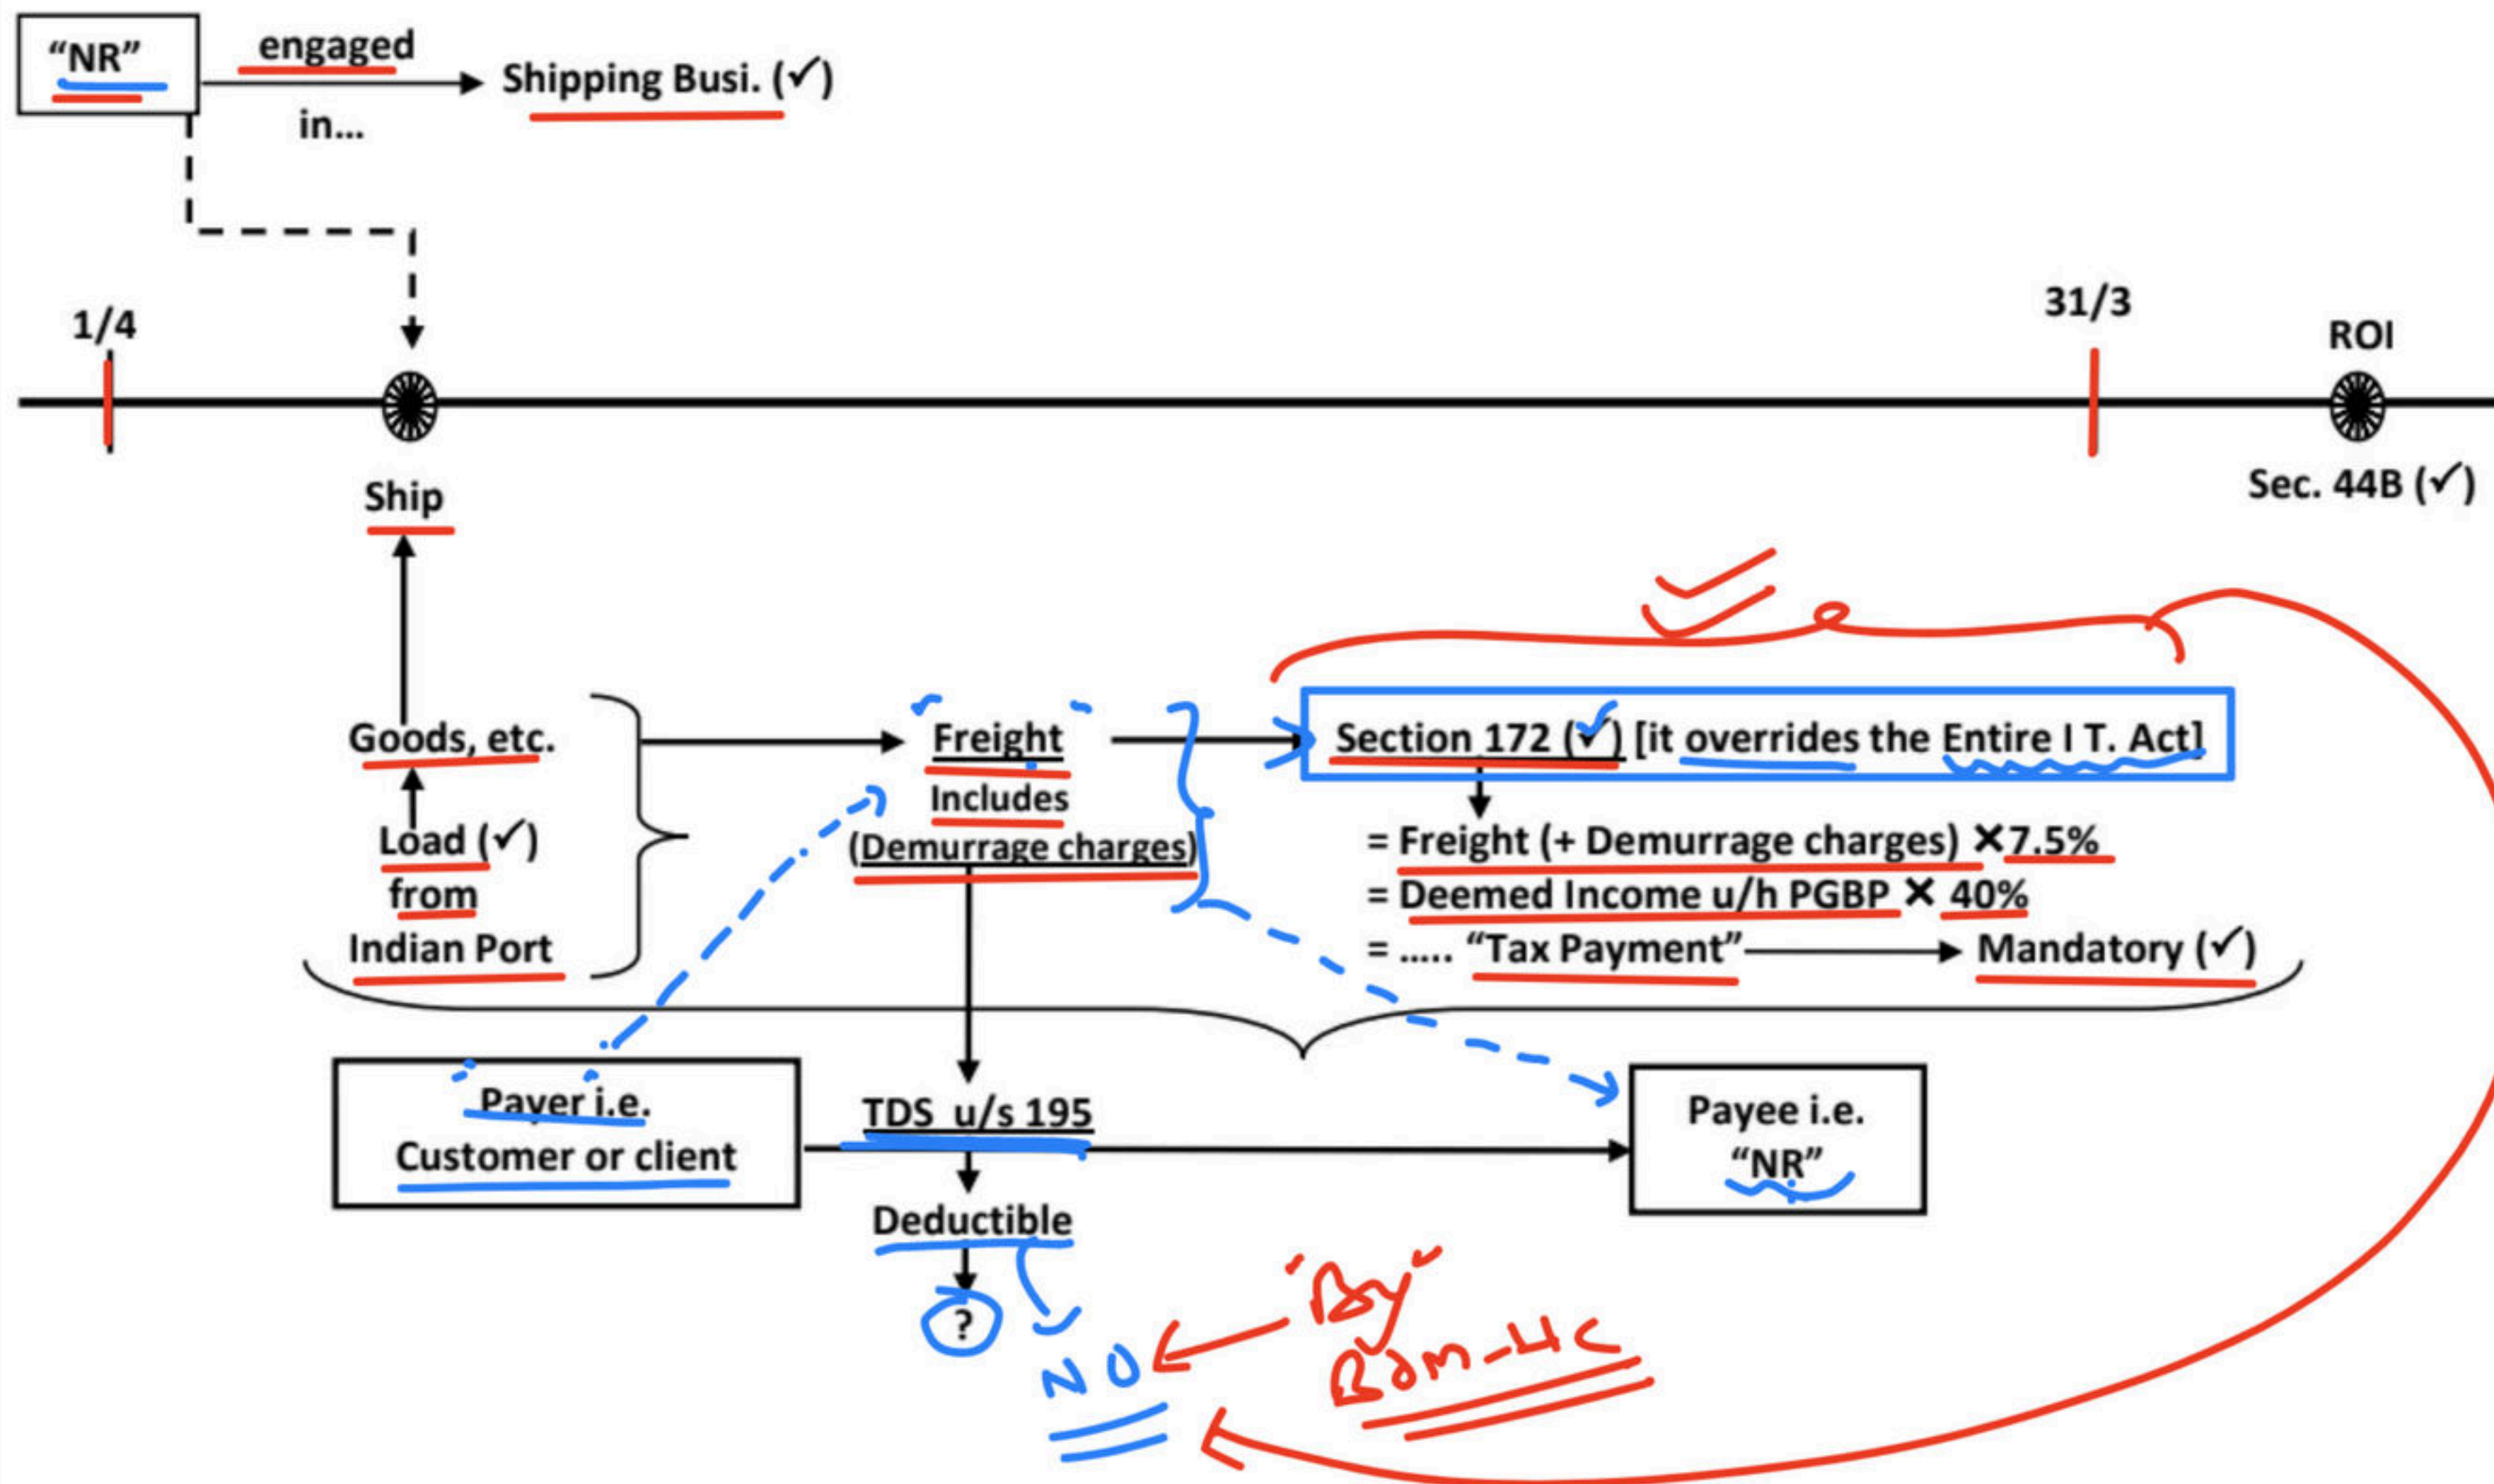 “NR”
engaged
in...
Shipping Busi. (✓)
1/4
31/3
ROI
Sec. 44B (✓)
Ship
Goods, etc.
Load (✓)
from
Indian Port
Freight
Includes
(Demurrage charges)
Section 172 (✓) [it overrides the Entire I T. Act]
= Freight (+ Demurrage charges) ✕ 7.5%
= Deemed Income u/h PGBP ✕ 40%
= ..... “Tax Payment” Mandatory (✓)
Payer i.e.
Customer or client
TDS u/s 195
Payee i.e.
“NR”
Deductible
?
NO
"By"
Bom-HC